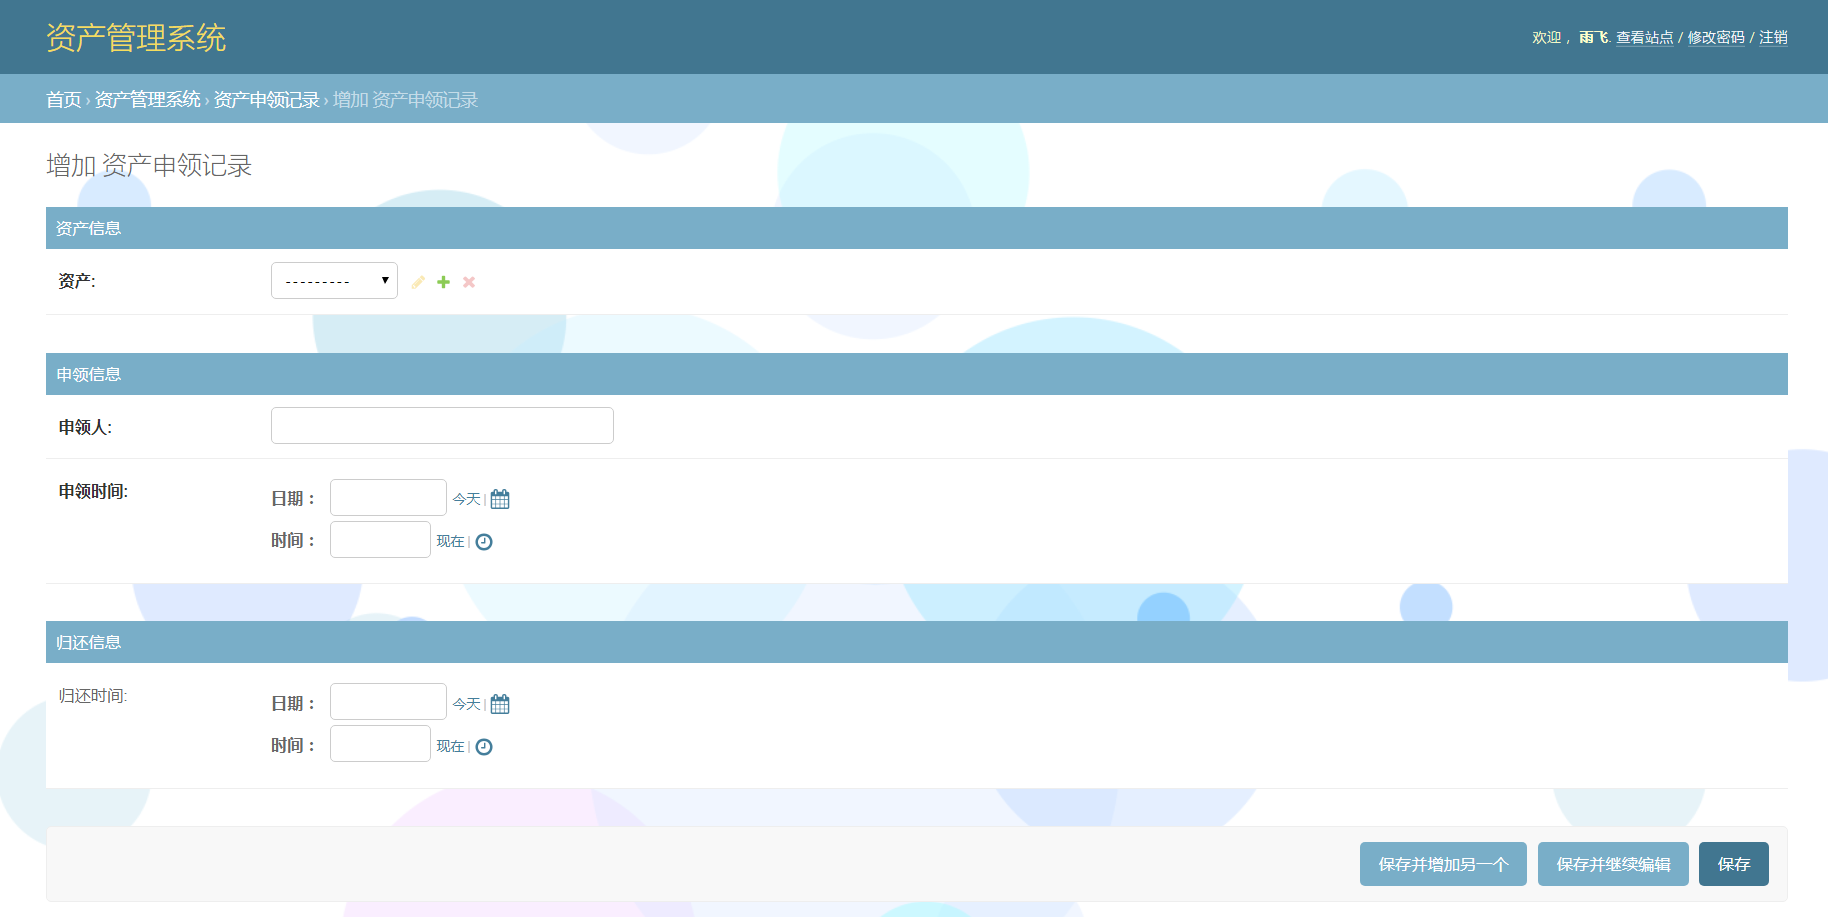 资产管理系统
欢迎， 雨飞. 查看站点 / 修改密码 / 注销
首页 › 资产管理系统 › 资产申领记录 › 增加 资产申领记录
增加 资产申领记录
资产信息
资产: ---------
申领信息
申领人:
申领时间:
日期： 今天 |
时间： 现在 |
归还信息
归还时间:
日期： 今天 |
时间： 现在 |
保存并增加另一个 保存并继续编辑 保存